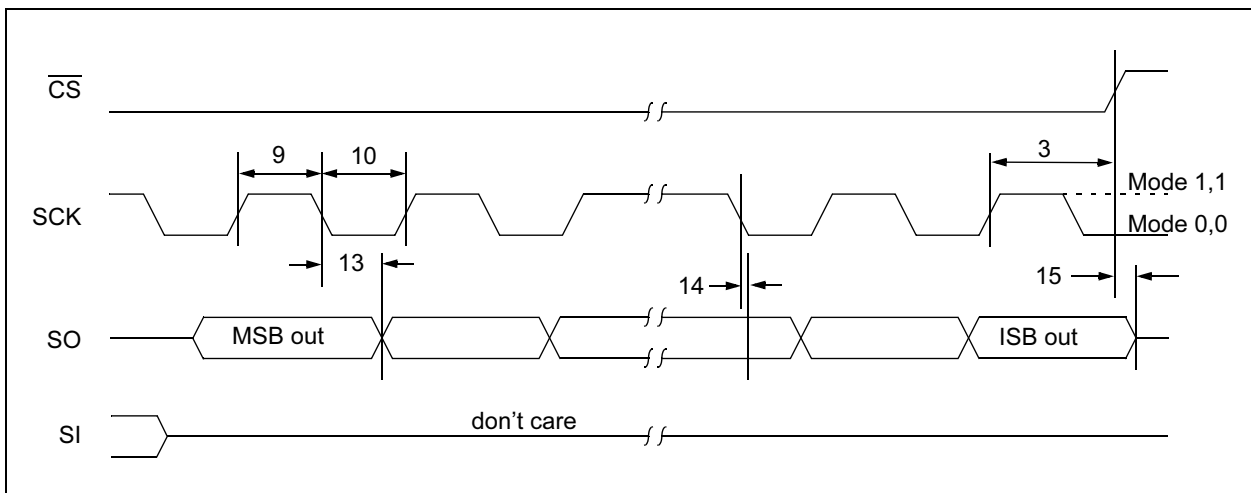 CS
9
10
3
SCK
Mode 1,1
Mode 0,0
13
14
15
SO
MSB out
ISB out
SI
don't care